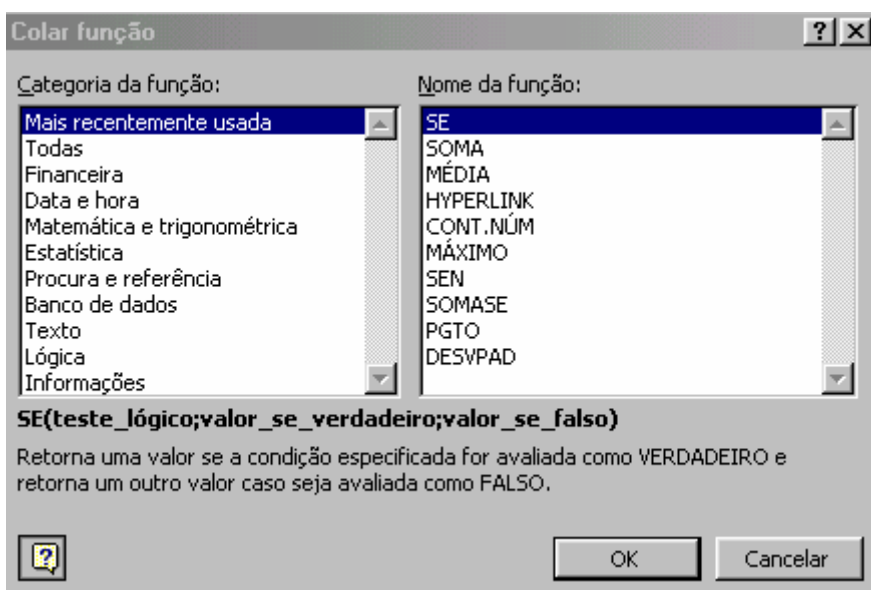 Colar função
Categoria da função:
Mais recentemente usada
Todas
Financeira
Data e hora
Matemática e trigonométrica
Estatística
Procura e referência
Banco de dados
Texto
Lógica
Informações
Nome da função:
SE
SOMA
MÉDIA
HYPERLINK
CONT.NÚM
MÁXIMO
SEN
SOMASE
PGTO
DESVPAD
SE(teste_lógico;valor_se_verdadeiro;valor_se_falso)
Retorna uma valor se a condição especificada for avaliada como VERDADEIRO e
retorna um outro valor caso seja avaliada como FALSO.
OK
Cancelar